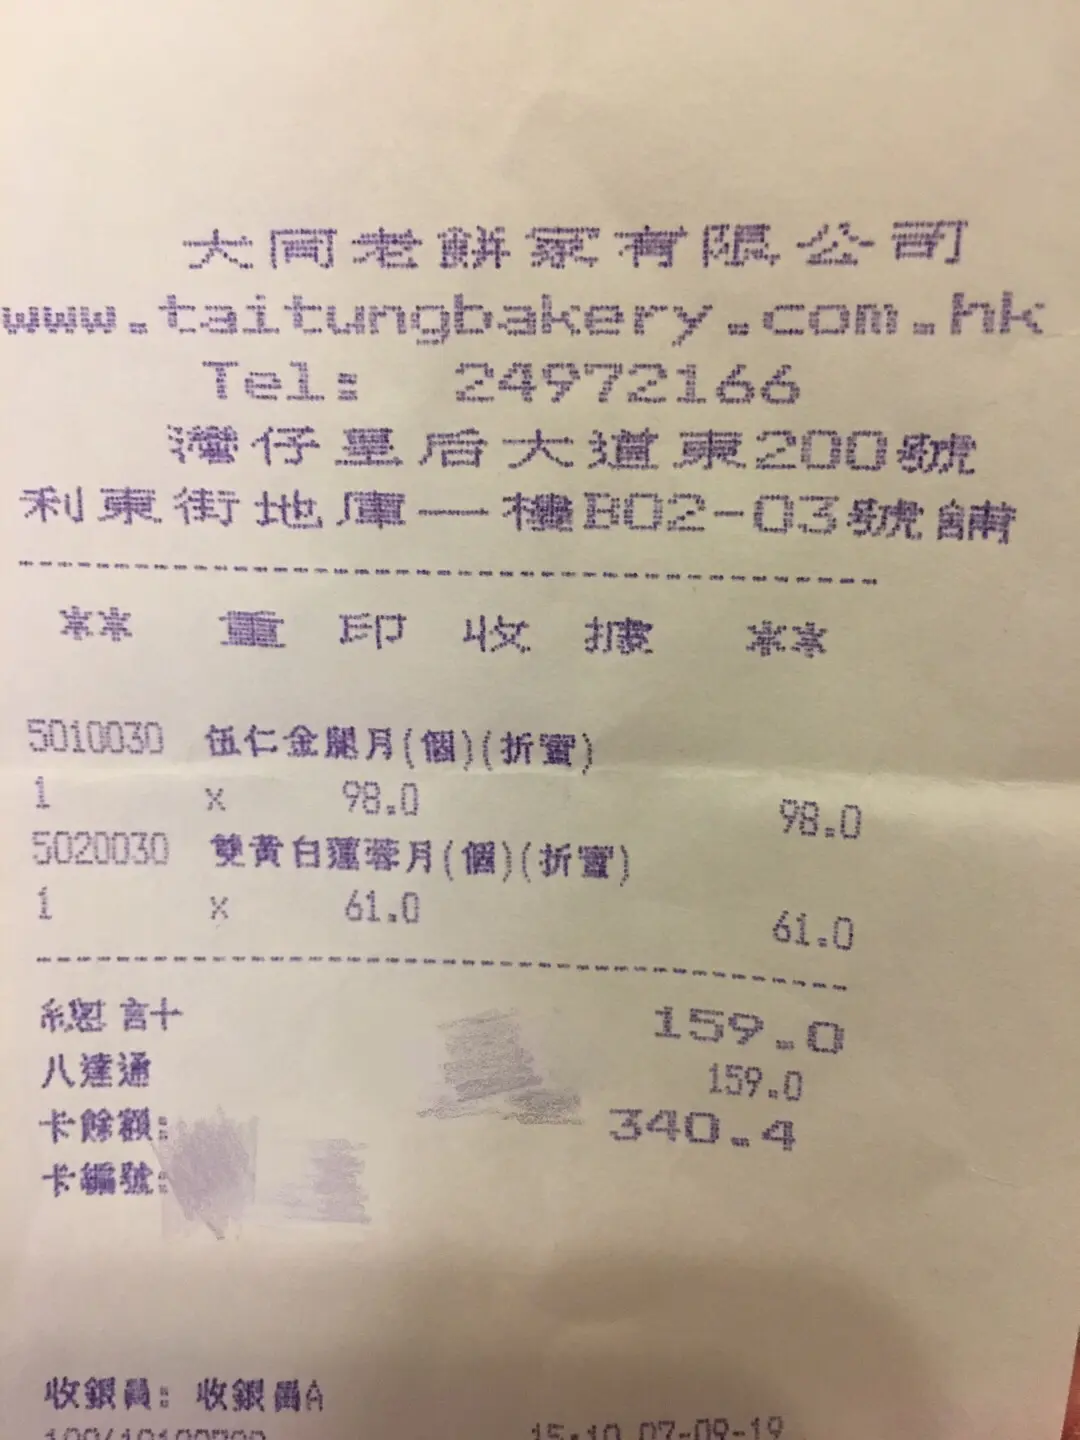 大同老餅家有限公司
www.taitungbakery.com.hk
Tel: 24972166
灣仔皇后大道東200號
利東街地庫一樓B02-03號舖
** 重印收據 **
5010030 伍仁金腿月(個)(折實)
1 x 98.0 98.0
5020030 雙黃白蓮蓉月(個)(折實)
1 x 61.0 61.0
總計 159.0
八達通 159.0
卡餘額: 340.4
卡編號:
收銀員: 收銀員A
15:10 07-09-19